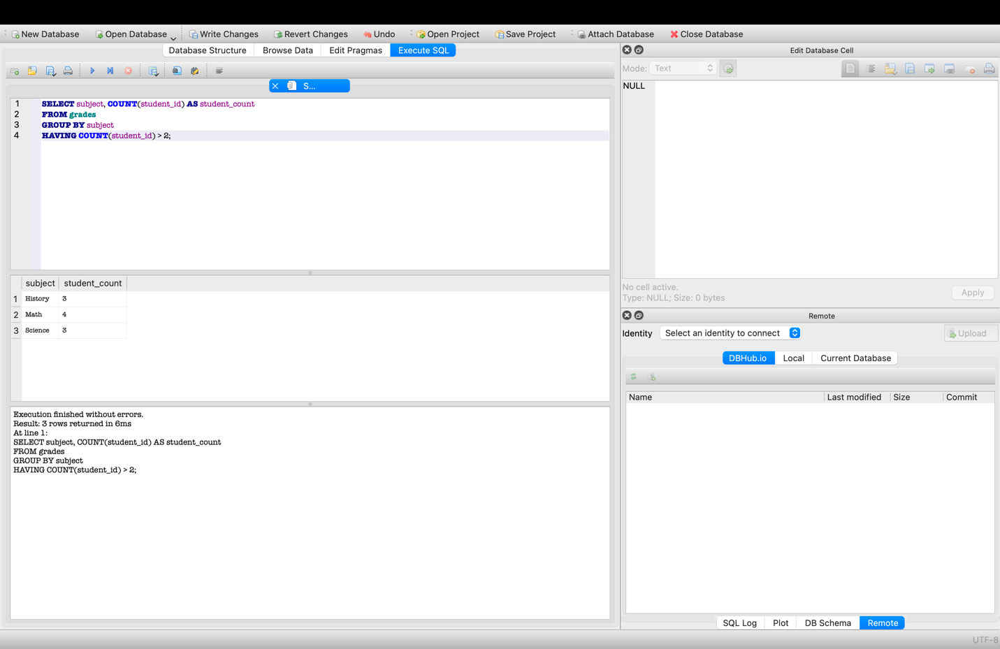 New Database Open Database Write Changes Revert Changes Undo Open Project Save Project Attach Database Close Database
Database Structure Browse Data Edit Pragmas Execute SQL
S...
1 SELECT subject, COUNT(student_id) AS student_count
2 FROM grades
3 GROUP BY subject
4 HAVING COUNT(student_id) > 2;
subject student_count
1 History 3
2 Math 4
3 Science 3
Execution finished without errors.
Result: 3 rows returned in 6ms
At line 1:
SELECT subject, COUNT(student_id) AS student_count
FROM grades
GROUP BY subject
HAVING COUNT(student_id) > 2;
Edit Database Cell
Mode: Text
NULL
No cell active.
Type: NULL; Size: 0 bytes
Apply
Remote
Identity Select an identity to connect Upload
DBHub.io Local Current Database
Name Last modified Size Commit
SQL Log Plot DB Schema Remote
UTF-8